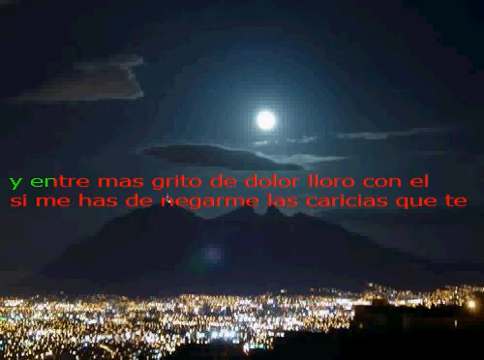 y entre mas grito de dolor lloro con el
si me has de negarme las caricias que te